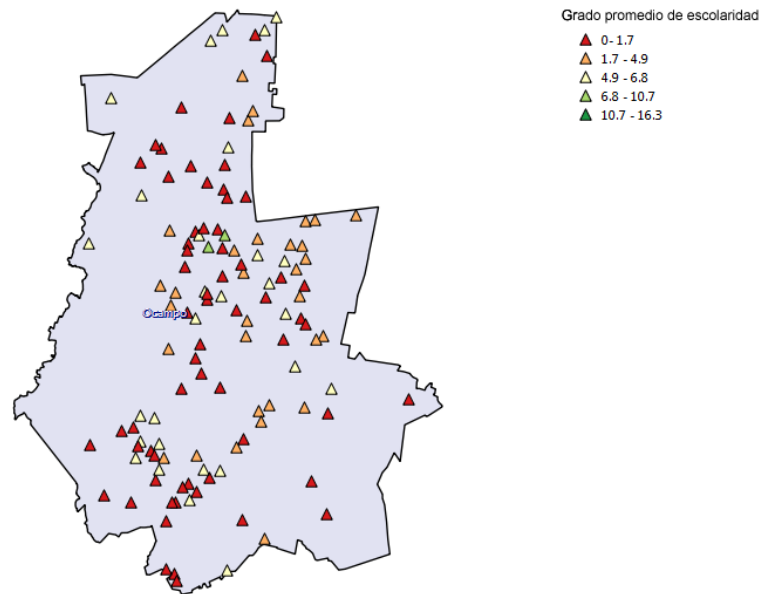 Grado promedio de escolaridad
0- 1.7
1.7 - 4.9
4.9 - 6.8
6.8 - 10.7
10.7 - 16.3
Ocampo